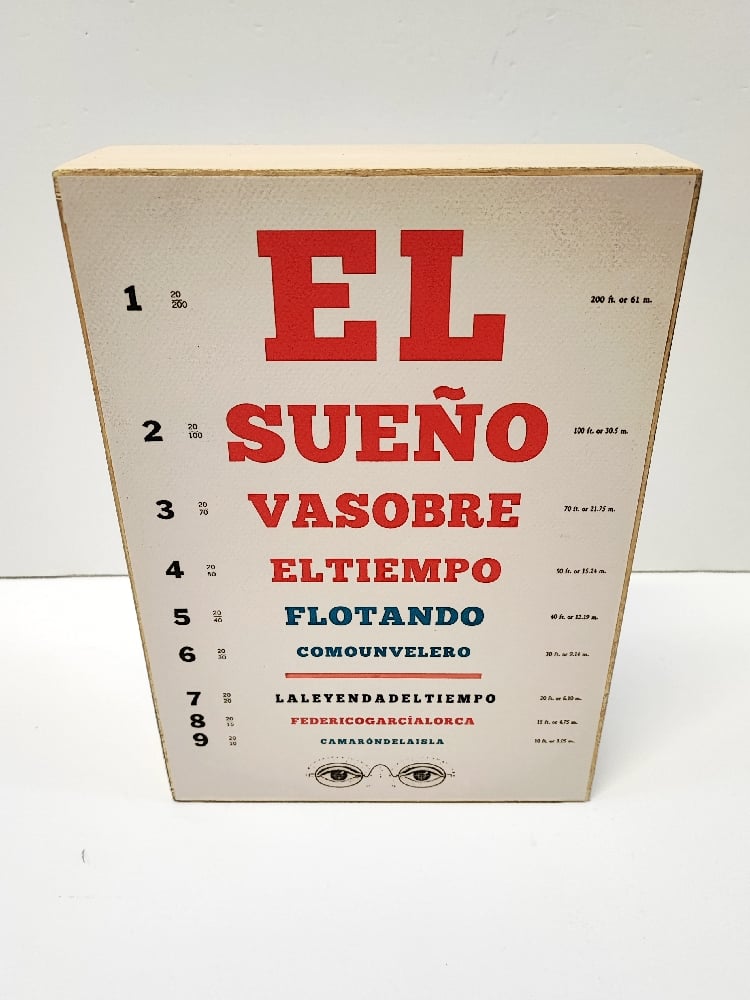 1 20/200 EL 200 ft. or 61 m.
2 20/100 SUEÑO 100 ft. or 30.5 m.
3 20/70 VASOBRE 70 ft. or 21.75 m.
4 20/50 ELTIEMPO 50 ft. or 15.24 m.
5 20/40 FLOTANDO 40 ft. or 12.19 m.
6 20/30 COMOUNVELERO 30 ft. or 9.14 m.
7 20/20 LALEYENDADELTIEMPO 20 ft. or 6.10 m.
8 20/15 FEDERICOGARCÍALORCA 15 ft. or 4.75 m.
9 20/10 CAMARÓNDELAISLA 10 ft. or 3.05 m.